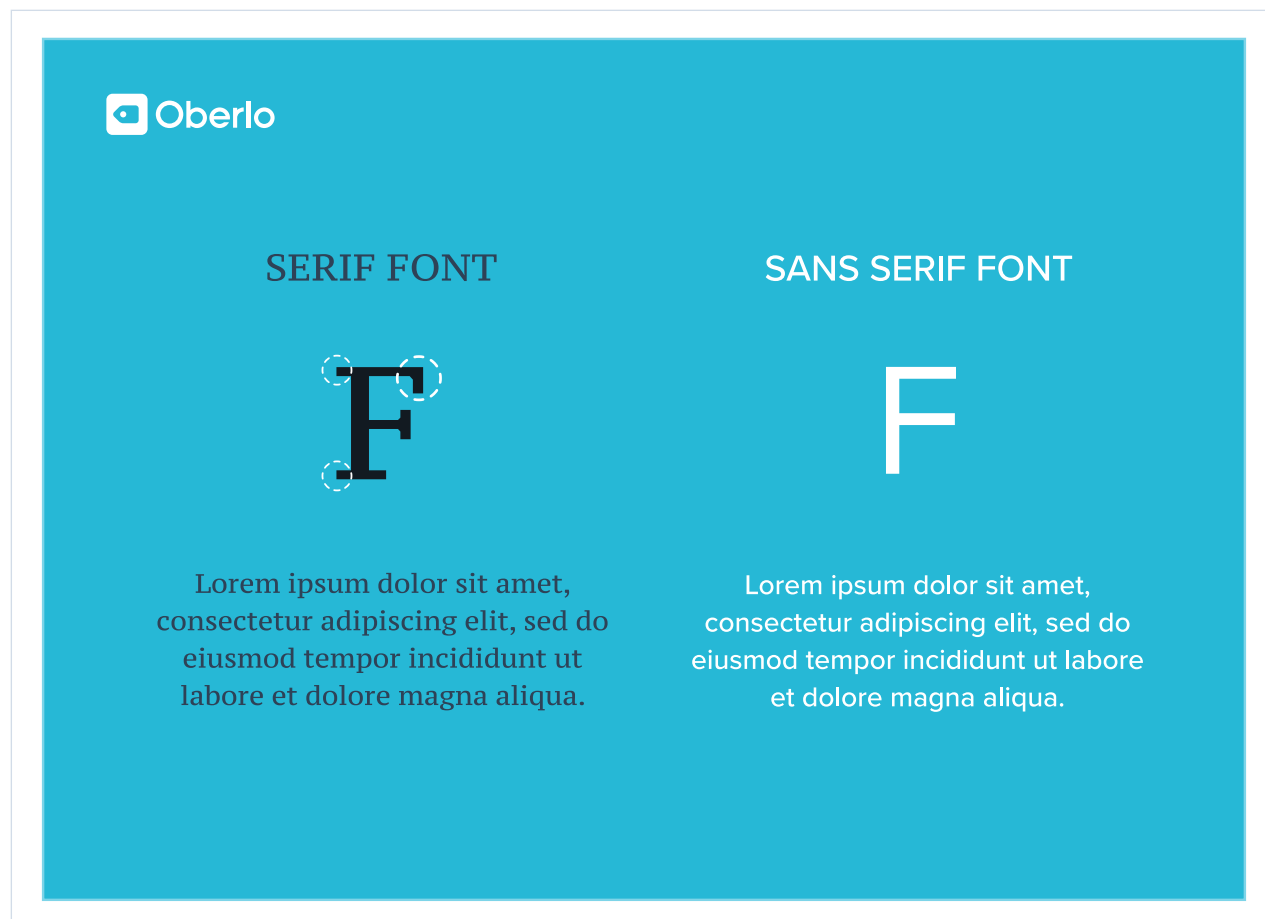 Oberlo
SERIF FONT
F
Lorem ipsum dolor sit amet,
consectetur adipiscing elit, sed do
eiusmod tempor incididunt ut
labore et dolore magna aliqua.
SANS SERIF FONT
F
Lorem ipsum dolor sit amet,
consectetur adipiscing elit, sed do
eiusmod tempor incididunt ut labore
et dolore magna aliqua.